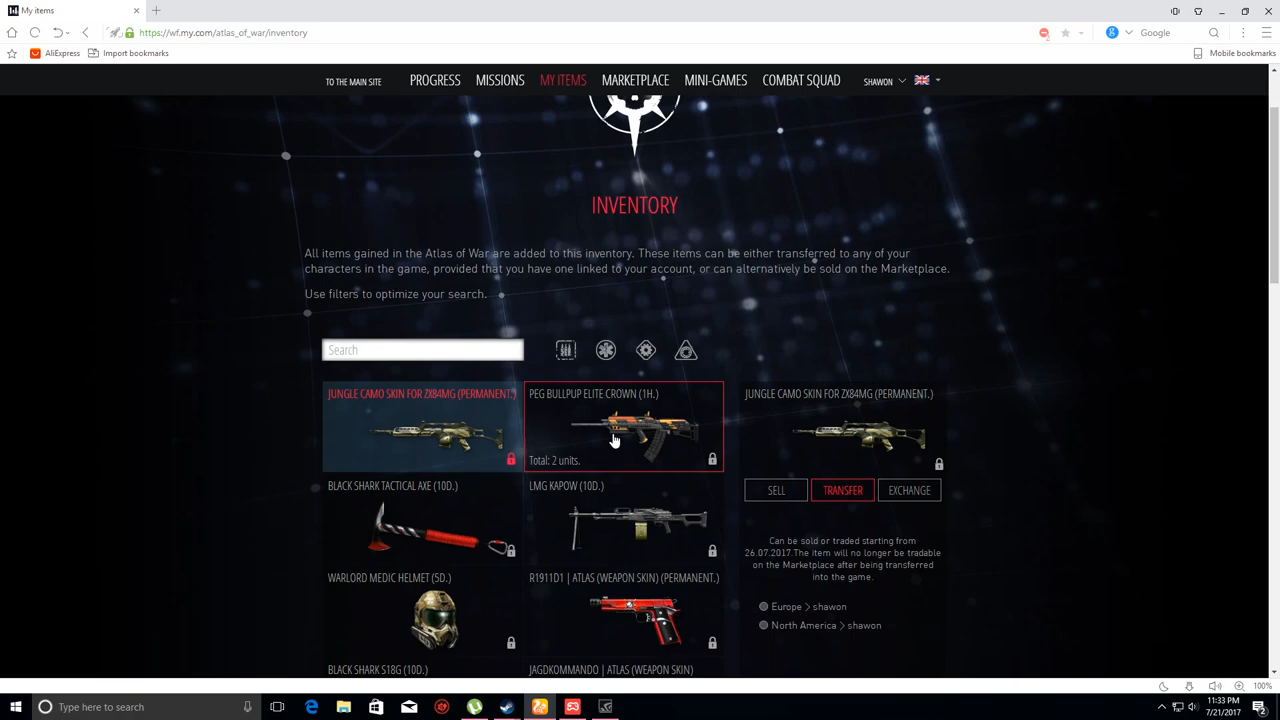 My items
https://wf.my.com/atlas_of_war/inventory
Google
AliExpress
Import bookmarks
Mobile bookmarks
TO THE MAIN SITE
PROGRESS
MISSIONS
MY ITEMS
MARKETPLACE
MINI-GAMES
COMBAT SQUAD
SHAWON
INVENTORY
All items gained in the Atlas of War are added to this inventory. These items can be either transferred to any of your
characters in the game, provided that you have one linked to your account, or can alternatively be sold on the Marketplace.
Use filters to optimize your search.
Search
JUNGLE CAMO SKIN FOR ZX84MG (PERMANENT.)
PEG BULLPUP ELITE CROWN (1H.)
Total: 2 units.
JUNGLE CAMO SKIN FOR ZX84MG (PERMANENT.)
SELL
TRANSFER
EXCHANGE
Can be sold or traded starting from
26.07.2017.The item will no longer be tradable
on the Marketplace after being transferred
into the game.
Europe > shawon
North America > shawon
BLACK SHARK TACTICAL AXE (10D.)
LMG KAPOW (10D.)
WARLORD MEDIC HELMET (5D.)
R1911D1 | ATLAS (WEAPON SKIN) (PERMANENT.)
BLACK SHARK S18G (10D.)
JAGDKOMMANDO | ATLAS (WEAPON SKIN)
100%
Type here to search
11:33 PM
7/21/2017
2